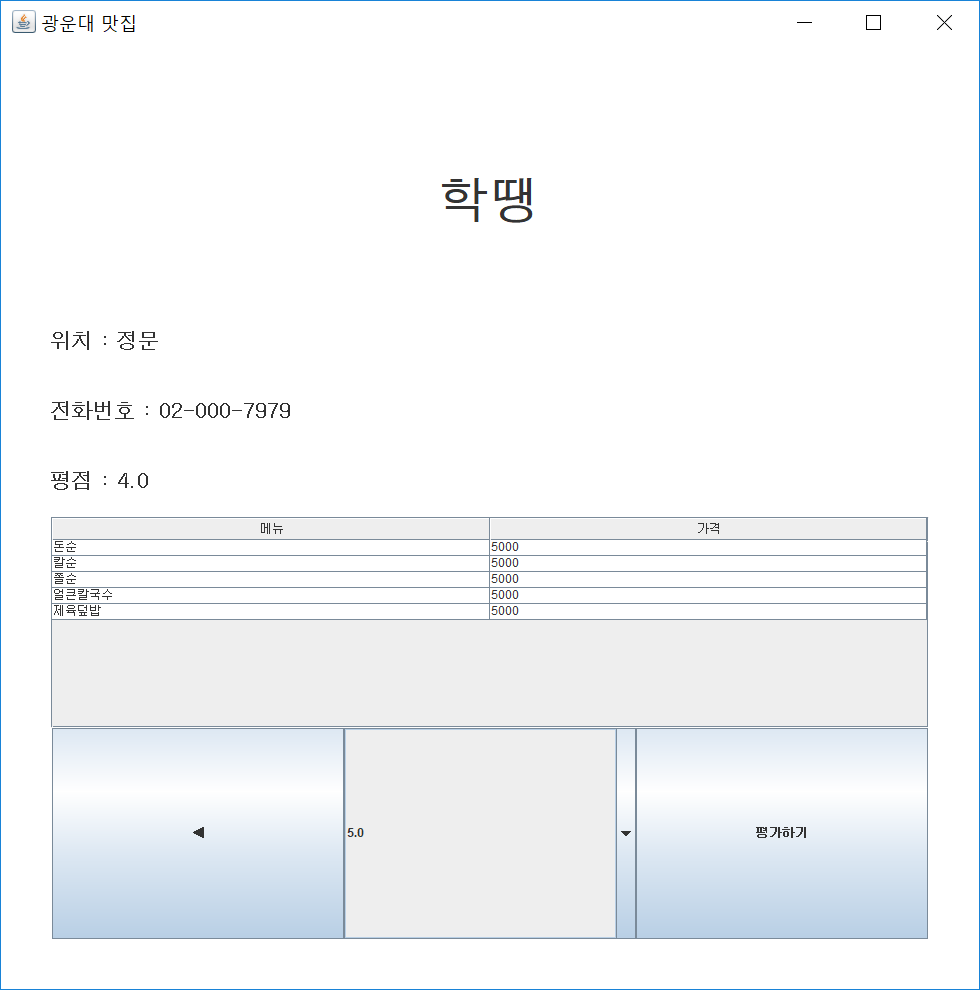 광운대 맛집
학땡
위치 : 정문
전화번호 : 02-000-7979
평점 : 4.0
메뉴 가격
돈순 5000
칼순 5000
쫄순 5000
얼큰칼국수 5000
제육덮밥 5000
◀ 5.0 평가하기